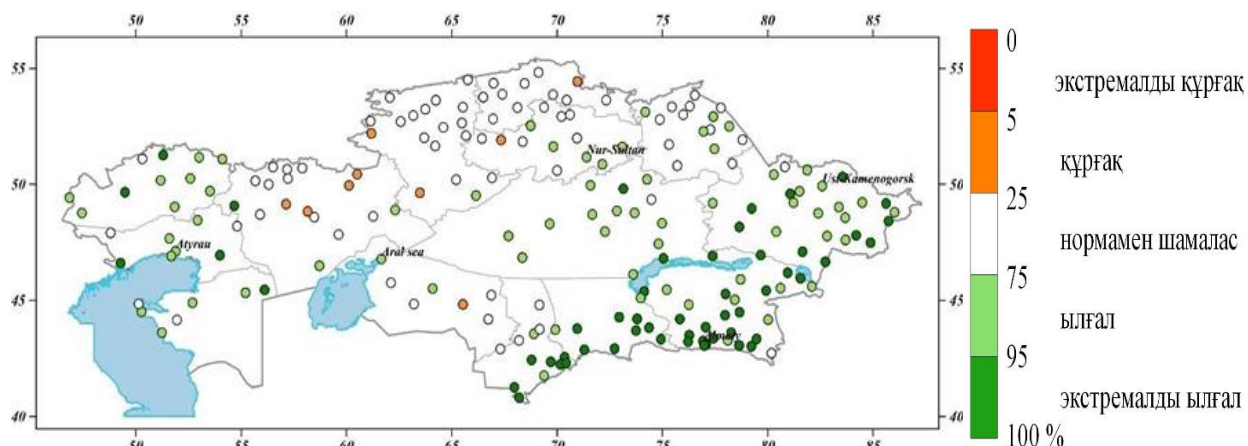 50 55 60 65 70 75 80 85
55 55
50 50
45 45
40 40
50 55 60 65 70 75 80 85
Nur-Sultan
Ust-Kamenogorsk
Atyrau
Aral sea
Almaty
0
экстремалды құрғақ
5
құрғақ
25
нормамен шамалас
75
ылғал
95
экстремалды ылғал
100 %